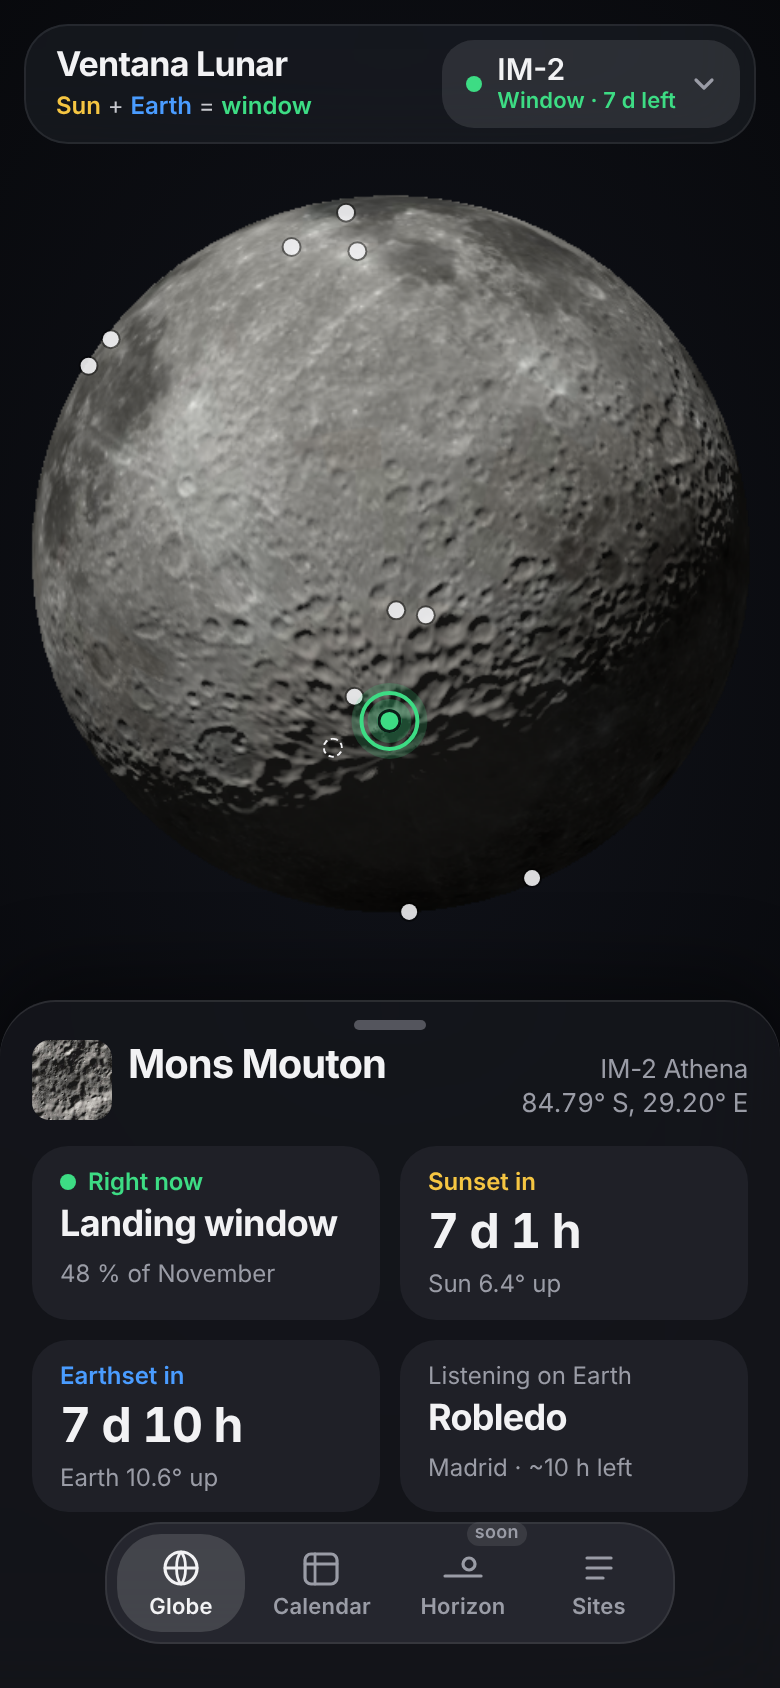 Ventana Lunar
Sun + Earth = window
IM-2
Window · 7 d left
Mons Mouton
IM-2 Athena
84.79° S, 29.20° E
Right now
Landing window
48 % of November
Sunset in
7 d 1 h
Sun 6.4° up
Earthset in
7 d 10 h
Earth 10.6° up
Listening on Earth
Robledo
Madrid · ~10 h left
soon
Globe
Calendar
Horizon
Sites